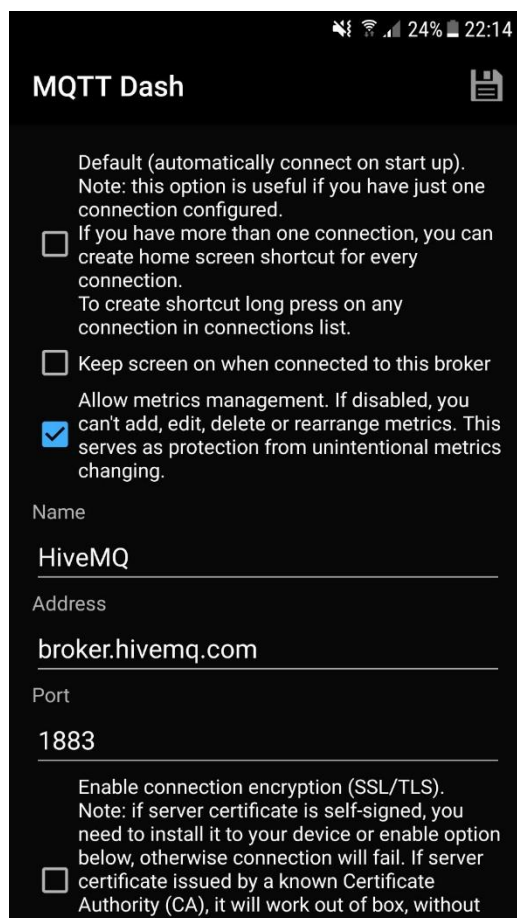 24% 22:14
MQTT Dash
Default (automatically connect on start up).
Note: this option is useful if you have just one
connection configured.
If you have more than one connection, you can
create home screen shortcut for every
connection.
To create shortcut long press on any
connection in connections list.
Keep screen on when connected to this broker
Allow metrics management. If disabled, you
can't add, edit, delete or rearrange metrics. This
serves as protection from unintentional metrics
changing.
Name
HiveMQ
Address
broker.hivemq.com
Port
1883
Enable connection encryption (SSL/TLS).
Note: if server certificate is self-signed, you
need to install it to your device or enable option
below, otherwise connection will fail. If server
certificate issued by a known Certificate
Authority (CA), it will work out of box, without